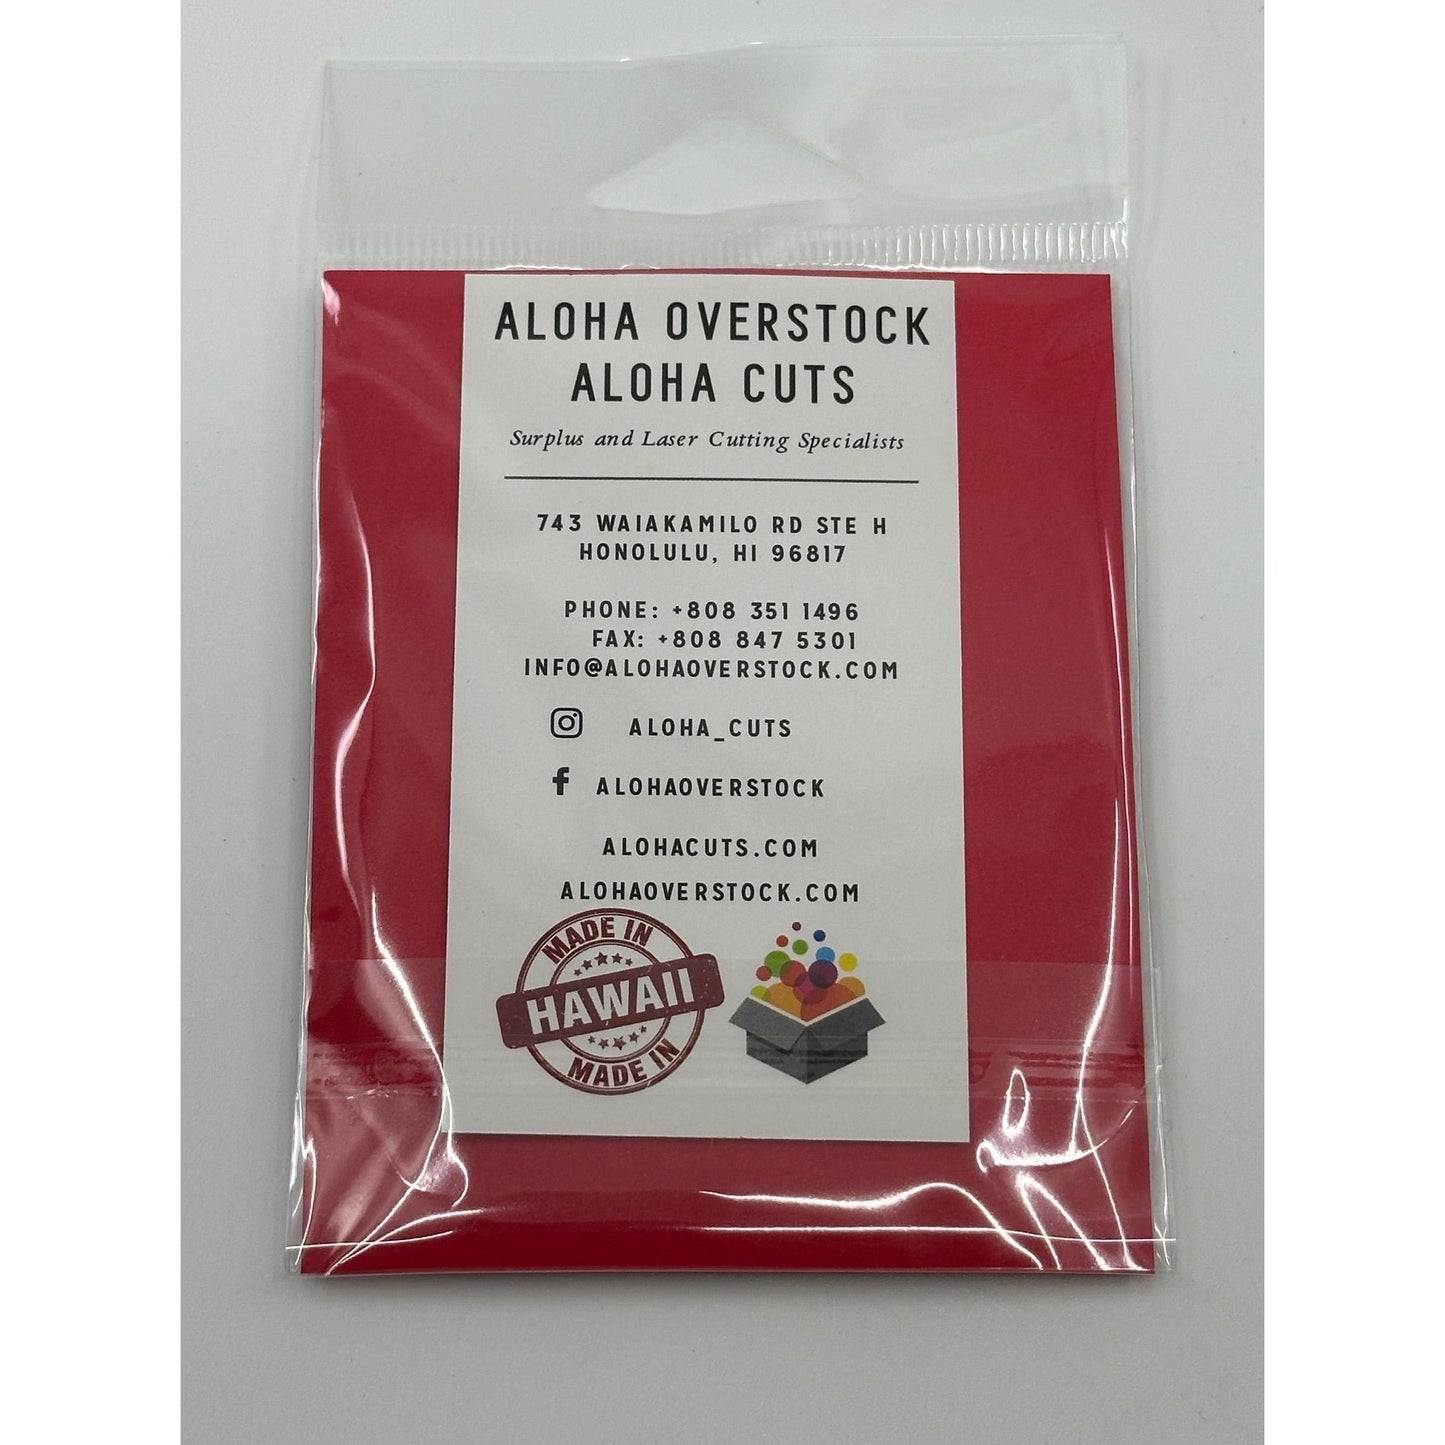 ALOHA OVERSTOCK
ALOHA CUTS
Surplus and Laser Cutting Specialists
743 WAIAKAMILO RD STE H
HONOLULU, HI 96817
PHONE: +808 351 1496
FAX: +808 847 5301
INFO@ALOHAOVERSTOCK.COM
ALOHA_CUTS
f ALOHAOVERSTOCK
ALOHACUTS.COM
ALOHAOVERSTOCK.COM
MADE IN
HAWAII
MADE IN